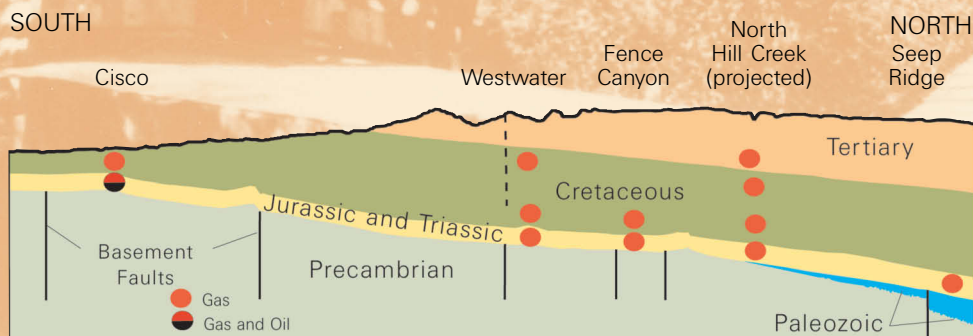 SOUTH
NORTH
Cisco
Westwater
Fence
Canyon
North
Hill Creek
(projected)
Seep
Ridge
Tertiary
Cretaceous
Jurassic and Triassic
Basement
Faults
Precambrian
Gas
Gas and Oil
Paleozoic